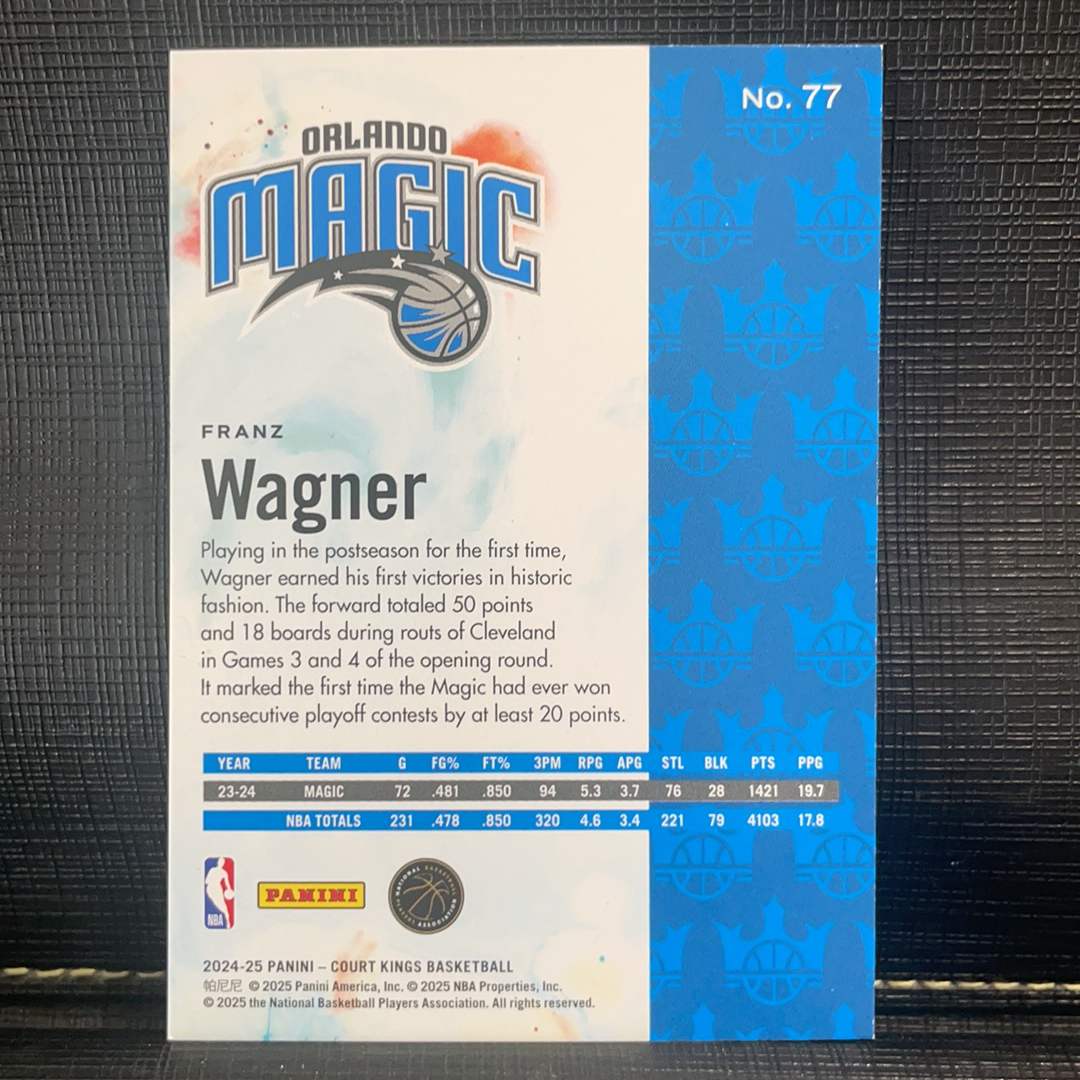 No. 77
ORLANDO
MAGIC
FRANZ
Wagner
Playing in the postseason for the first time,
Wagner earned his first victories in historic
fashion. The forward totaled 50 points
and 18 boards during routs of Cleveland
in Games 3 and 4 of the opening round.
It marked the first time the Magic had ever won
consecutive playoff contests by at least 20 points.
YEAR TEAM G FG% FT% 3PM RPG APG STL BLK PTS PPG
23-24 MAGIC 72 .481 .850 94 5.3 3.7 76 28 1421 19.7
NBA TOTALS 231 .478 .850 320 4.6 3.4 221 79 4103 17.8
NBA
PANINI
NATIONAL BASKETBALL PLAYERS ASSOCIATION
2024-25 PANINI – COURT KINGS BASKETBALL
帕尼尼 © 2025 Panini America, Inc. © 2025 NBA Properties, Inc.
© 2025 the National Basketball Players Association. All rights reserved.